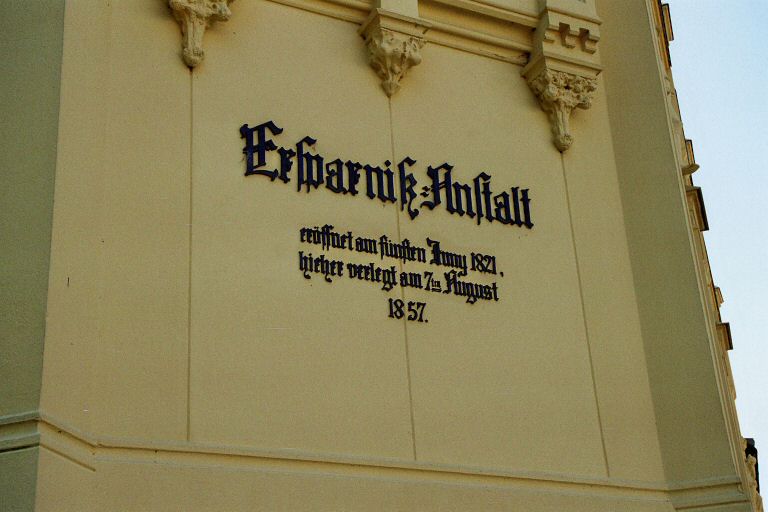 Ersparniß-Anstalt
eröffnet am fünften Juny 1821,
hieher verlegt am 7ten August
1857.